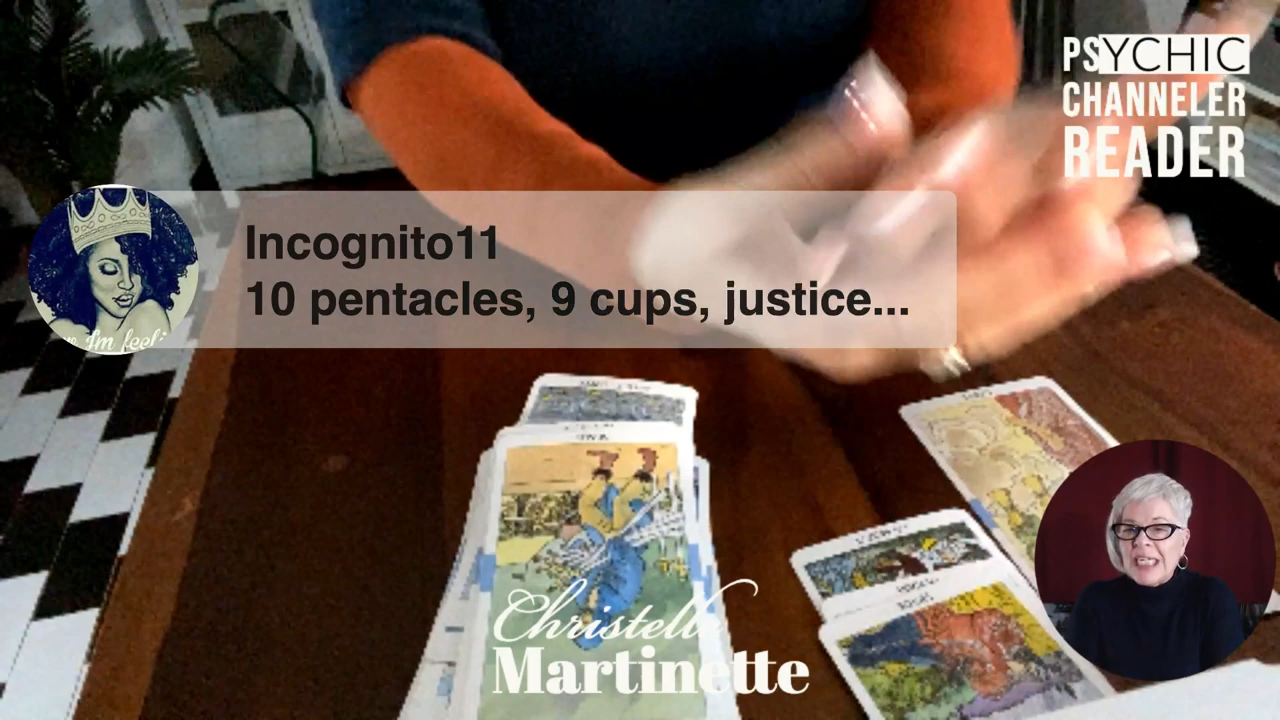 PSYCHIC
CHANNELER
READER
Incognito11
10 pentacles, 9 cups, justice...
Christelle
Martinette